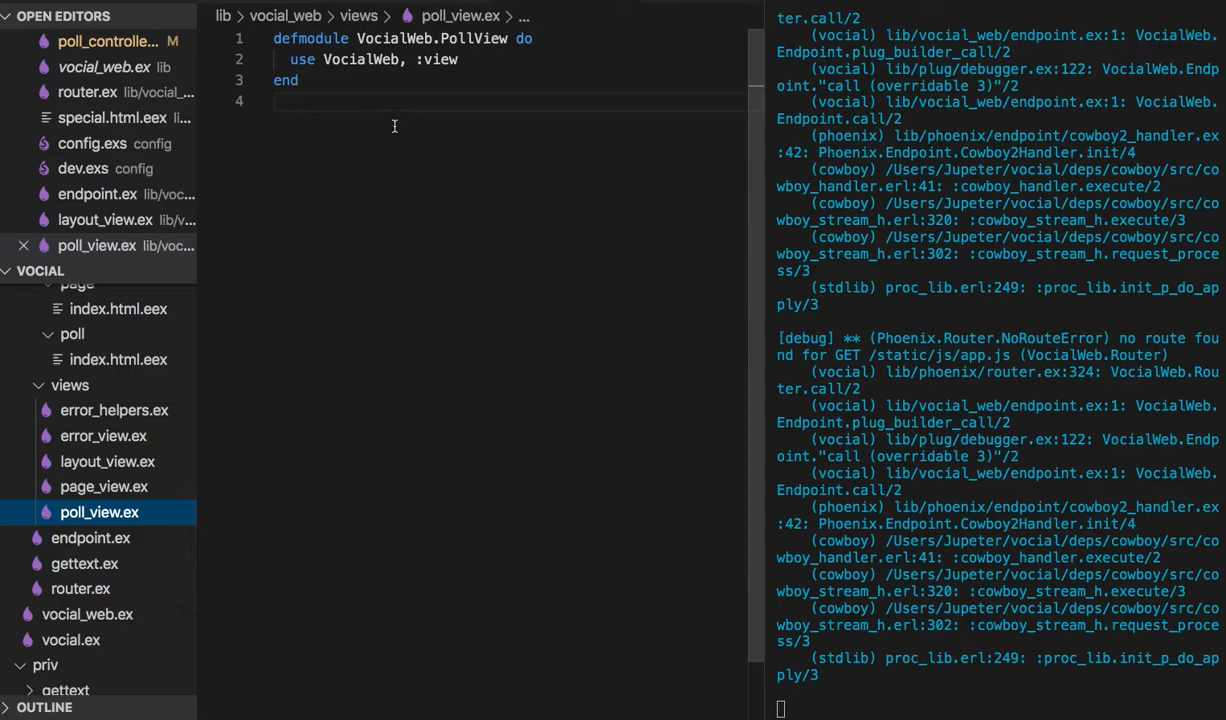 OPEN EDITORS
poll_controlle... M
vocial_web.ex lib
router.ex lib/vocial_...
special.html.eex li...
config.exs config
dev.exs config
endpoint.ex lib/voc...
layout_view.ex lib/v...
poll_view.ex lib/voc...
VOCIAL
page
index.html.eex
poll
index.html.eex
views
error_helpers.ex
error_view.ex
layout_view.ex
page_view.ex
poll_view.ex
endpoint.ex
gettext.ex
router.ex
vocial_web.ex
vocial.ex
priv
gettext
OUTLINE
lib > vocial_web > views > poll_view.ex > ...
1 defmodule VocialWeb.PollView do
2 use VocialWeb, :view
3 end
4
ter.call/2
(vocial) lib/vocial_web/endpoint.ex:1: VocialWeb.
Endpoint.plug_builder_call/2
(vocial) lib/plug/debugger.ex:122: VocialWeb.Endp
oint."call (overridable 3)"/2
(vocial) lib/vocial_web/endpoint.ex:1: VocialWeb.
Endpoint.call/2
(phoenix) lib/phoenix/endpoint/cowboy2_handler.ex
:42: Phoenix.Endpoint.Cowboy2Handler.init/4
(cowboy) /Users/Jupeter/vocial/deps/cowboy/src/co
wboy_handler.erl:41: :cowboy_handler.execute/2
(cowboy) /Users/Jupeter/vocial/deps/cowboy/src/co
wboy_stream_h.erl:320: :cowboy_stream_h.execute/3
(cowboy) /Users/Jupeter/vocial/deps/cowboy/src/co
wboy_stream_h.erl:302: :cowboy_stream_h.request_proce
ss/3
(stdlib) proc_lib.erl:249: :proc_lib.init_p_do_ap
ply/3
[debug] ** (Phoenix.Router.NoRouteError) no route fou
nd for GET /static/js/app.js (VocialWeb.Router)
(vocial) lib/phoenix/router.ex:324: VocialWeb.Rou
ter.call/2
(vocial) lib/vocial_web/endpoint.ex:1: VocialWeb.
Endpoint.plug_builder_call/2
(vocial) lib/plug/debugger.ex:122: VocialWeb.Endp
oint."call (overridable 3)"/2
(vocial) lib/vocial_web/endpoint.ex:1: VocialWeb.
Endpoint.call/2
(phoenix) lib/phoenix/endpoint/cowboy2_handler.ex
:42: Phoenix.Endpoint.Cowboy2Handler.init/4
(cowboy) /Users/Jupeter/vocial/deps/cowboy/src/co
wboy_handler.erl:41: :cowboy_handler.execute/2
(cowboy) /Users/Jupeter/vocial/deps/cowboy/src/co
wboy_stream_h.erl:320: :cowboy_stream_h.execute/3
(cowboy) /Users/Jupeter/vocial/deps/cowboy/src/co
wboy_stream_h.erl:302: :cowboy_stream_h.request_proce
ss/3
(stdlib) proc_lib.erl:249: :proc_lib.init_p_do_ap
ply/3